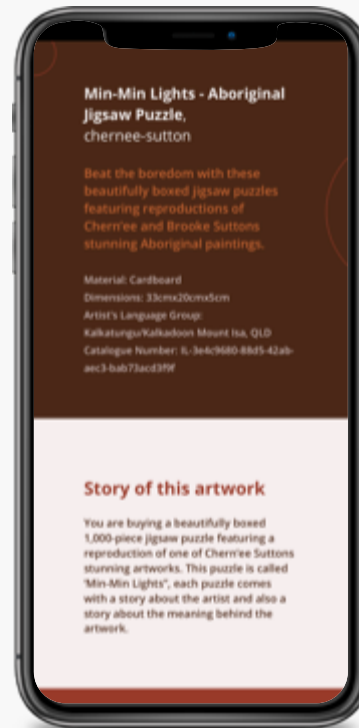 Min-Min Lights - Aboriginal
Jigsaw Puzzle,
chernee-sutton
Beat the boredom with these
beautifully boxed jigsaw puzzles
featuring reproductions of
Chern'ee and Brooke Suttons
stunning Aboriginal paintings.
Material: Cardboard
Dimensions: 33cmx20cmx5cm
Artist's Language Group:
Kalkatungu/Kalkadoon Mount Isa, QLD
Catalogue Number: IL-3e4c9680-88d5-42ab-
aec3-bab73acd3f9f
Story of this artwork
You are buying a beautifully boxed
1,000-piece jigsaw puzzle featuring a
reproduction of one of Chern'ee Suttons
stunning artworks. This puzzle is called
'Min-Min Lights", each puzzle comes
with a story about the artist and also a
story about the meaning behind the
artwork.